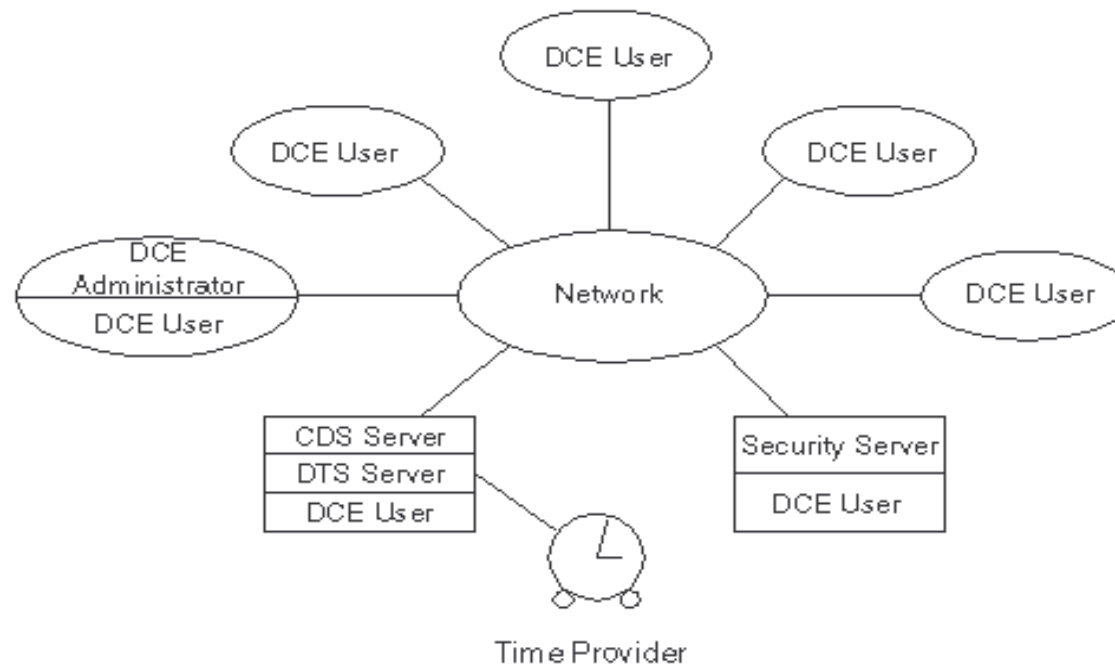 DCE User
DCE User
DCE User
DCE
Administrator
DCE User
Network
DCE User
CDS Server
DTS Server
DCE User
Security Server
DCE User
Time Provider